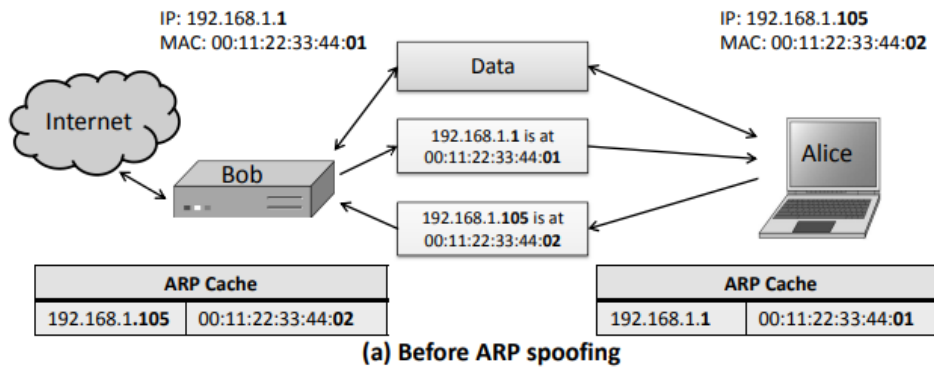 IP: 192.168.1.1
MAC: 00:11:22:33:44:01
IP: 192.168.1.105
MAC: 00:11:22:33:44:02
Data
Internet
192.168.1.1 is at
00:11:22:33:44:01
Bob
Alice
192.168.1.105 is at
00:11:22:33:44:02
ARP Cache
192.168.1.105 00:11:22:33:44:02
ARP Cache
192.168.1.1 00:11:22:33:44:01
(a) Before ARP spoofing